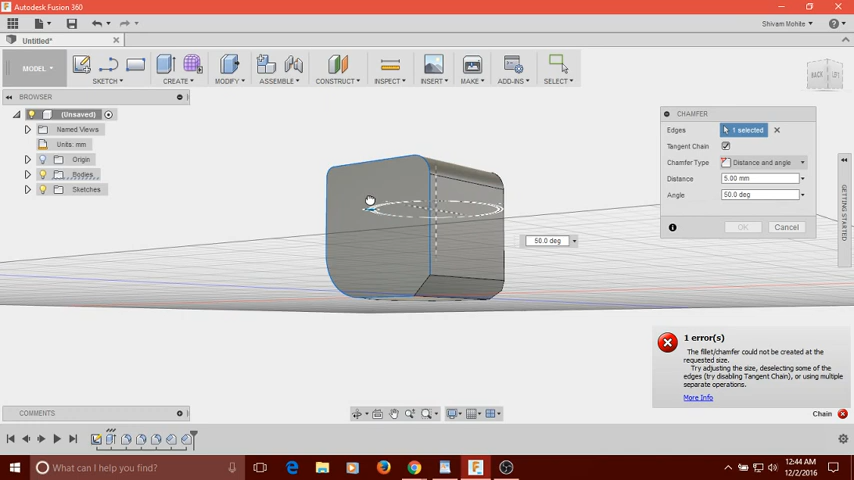 Autodesk Fusion 360
Shivam Mohite
Untitled*
MODEL
SKETCH
CREATE
MODIFY
ASSEMBLE
CONSTRUCT
INSPECT
INSERT
MAKE
ADD-INS
SELECT
BACK
BROWSER
(Unsaved)
Named Views
Units: mm
Origin
Bodies
Sketches
CHAMFER
Edges 1 selected
Tangent Chain
Chamfer Type Distance and angle
Distance 5.00 mm
Angle 50.0 deg
OK Cancel
GETTING STARTED
50.0 deg
1 error(s)
The fillet/chamfer could not be created at the
requested size.
Try adjusting the size, deselecting some of the
edges (try disabling Tangent Chain), or using multiple
separate operations.
More Info
COMMENTS
Chain
What can I help you find?
12:44 AM
12/2/2016